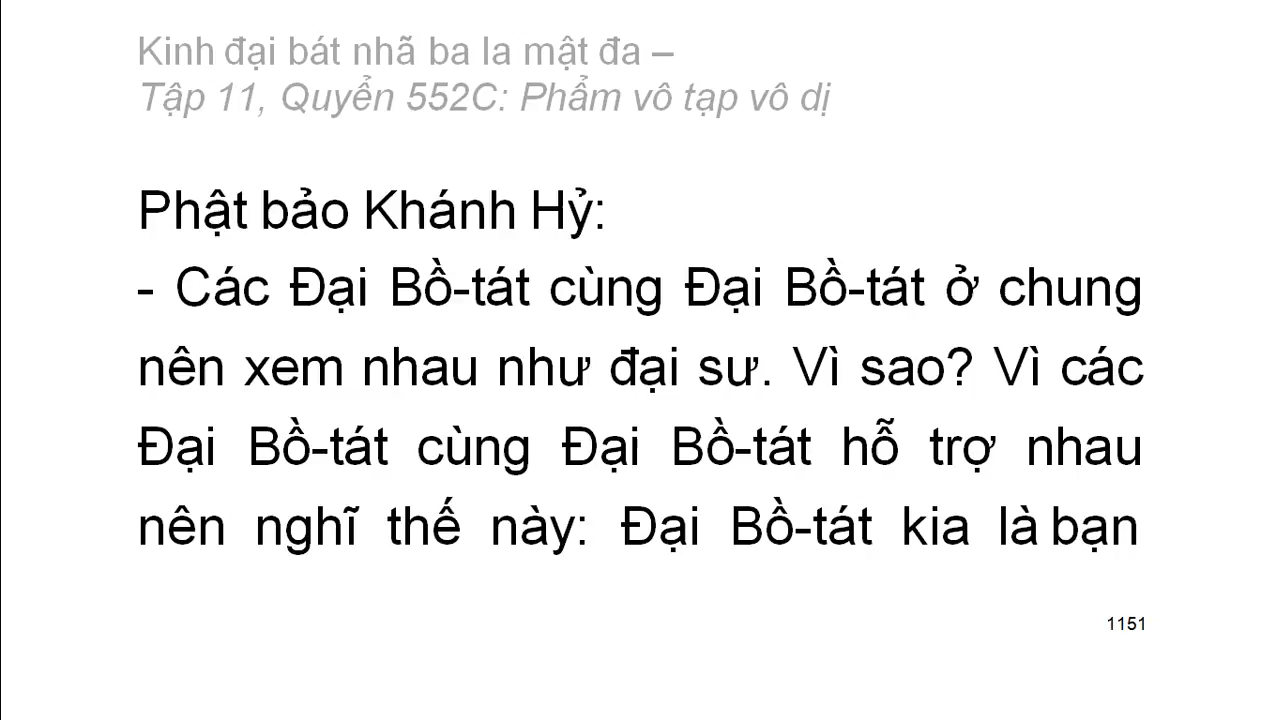 Kinh đại bát nhã ba la mật đa –
Tập 11, Quyển 552C: Phẩm vô tạp vô dị
Phật bảo Khánh Hỷ:
- Các Đại Bồ-tát cùng Đại Bồ-tát ở chung
nên xem nhau như đại sư. Vì sao? Vì các
Đại Bồ-tát cùng Đại Bồ-tát hỗ trợ nhau
nên nghĩ thế này: Đại Bồ-tát kia là bạn
1151